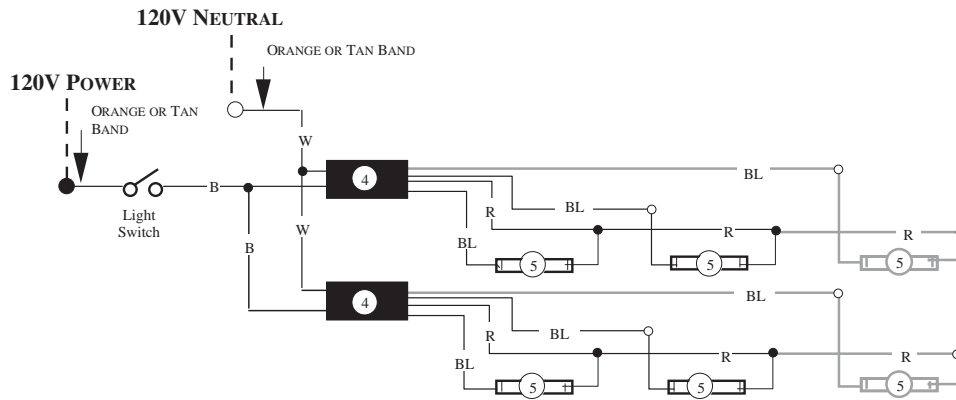 120V NEUTRAL
ORANGE OR TAN BAND
120V POWER
ORANGE OR TAN
BAND
W
4
BL
B
Light
Switch
R
BL
BL
R
R
W
B
BL
5
5
5
4
BL
R
BL
BL
R
R
5
5
5